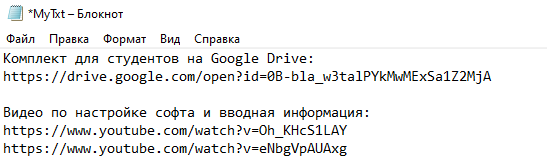 *MyTxt – Блокнот
Файл Правка Формат Вид Справка
Комплект для студентов на Google Drive:
https://drive.google.com/open?id=0B-bla_w3talPYkMwMExSa1Z2MjA
Видео по настройке софта и вводная информация:
https://www.youtube.com/watch?v=Oh_KHcS1LAY
https://www.youtube.com/watch?v=eNbgVpAUAxg